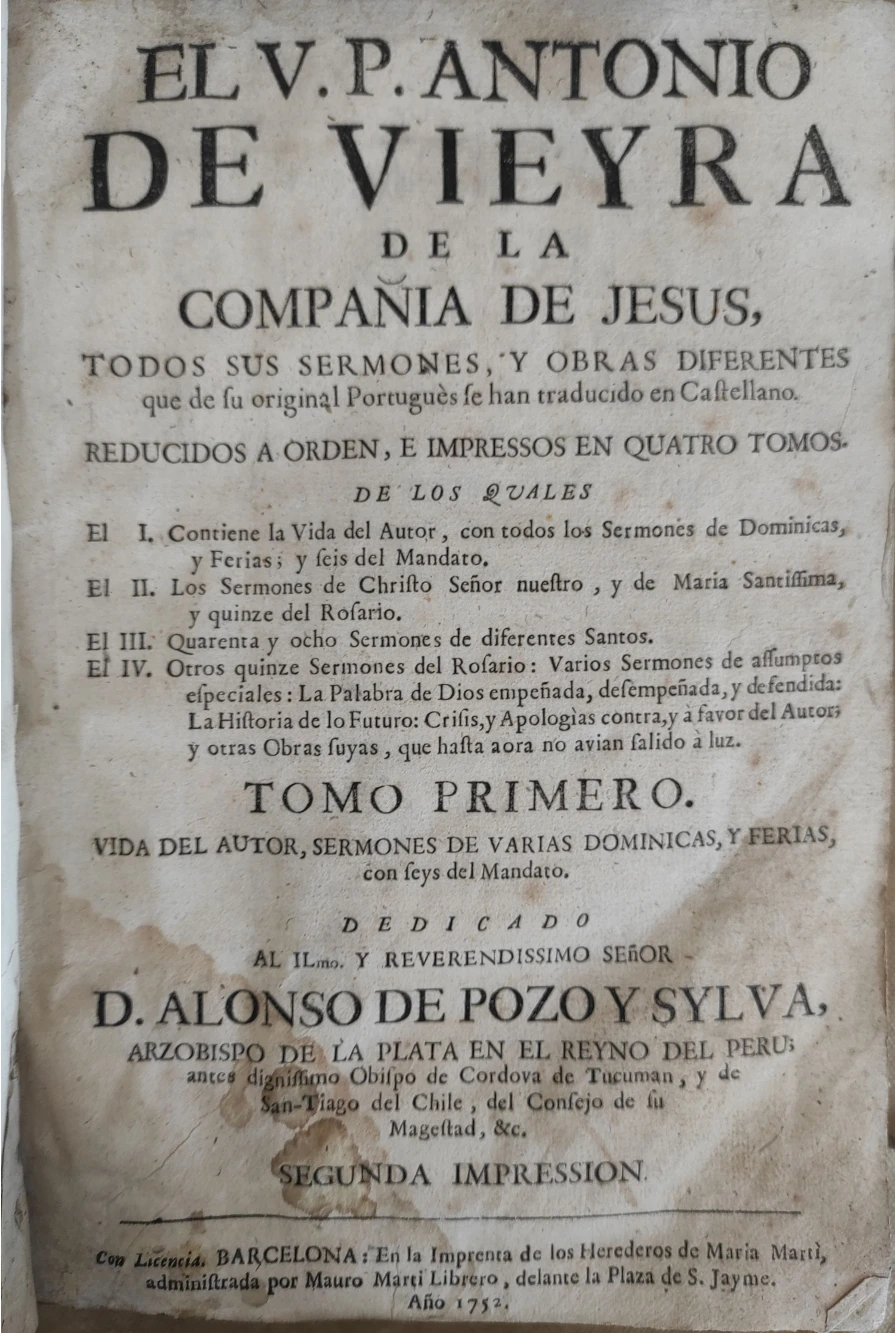 EL V. P. ANTONIO
DE VIEYRA
DE LA
COMPAÑIA DE JESUS,
TODOS SUS SERMONES, Y OBRAS DIFERENTES
que de ſu original Portuguès ſe han traducido en Caſtellano.
REDUCIDOS A ORDEN, E IMPRESSOS EN QUATRO TOMOS.
DE LOS QVALES
El I. Contiene la Vida del Autor, con todos los Sermones de Dominicas,
y Ferias; y ſeis del Mandato.
El II. Los Sermones de Chriſto Señor nueſtro, y de Maria Santiſſima,
y quinze del Roſario.
El III. Quarenta y ocho Sermones de diferentes Santos.
El IV. Otros quinze Sermones del Roſario: Varios Sermones de aſſumptos
eſpeciales: La Palabra de Dios empeñada, deſempeñada, y defendida:
La Hiſtoria de lo Futuro: Criſis, y Apologìas contra, y à favor del Autor;
y otras Obras ſuyas, que haſta aora no avian ſalido à luz.
TOMO PRIMERO.
VIDA DEL AUTOR, SERMONES DE VARIAS DOMINICAS, Y FERIAS,
con ſeys del Mandato.
DEDICADO
AL ILmo. Y REVERENDISSIMO SEñOR
D. ALONSO DE POZO Y SYLVA,
ARZOBISPO DE LA PLATA EN EL REYNO DEL PERU;
antes digniſſimo Obiſpo de Cordova de Tucuman, y de
San-Tiago del Chile, del Conſejo de ſu
Mageſtad, &c.
SEGUNDA IMPRESSION.
Con Licencia. BARCELONA: En la Imprenta de los Herederos de Maria Martì,
adminiſtrada por Mauro Marti Librero, delante la Plaza de S. Jayme.
Año 1752.